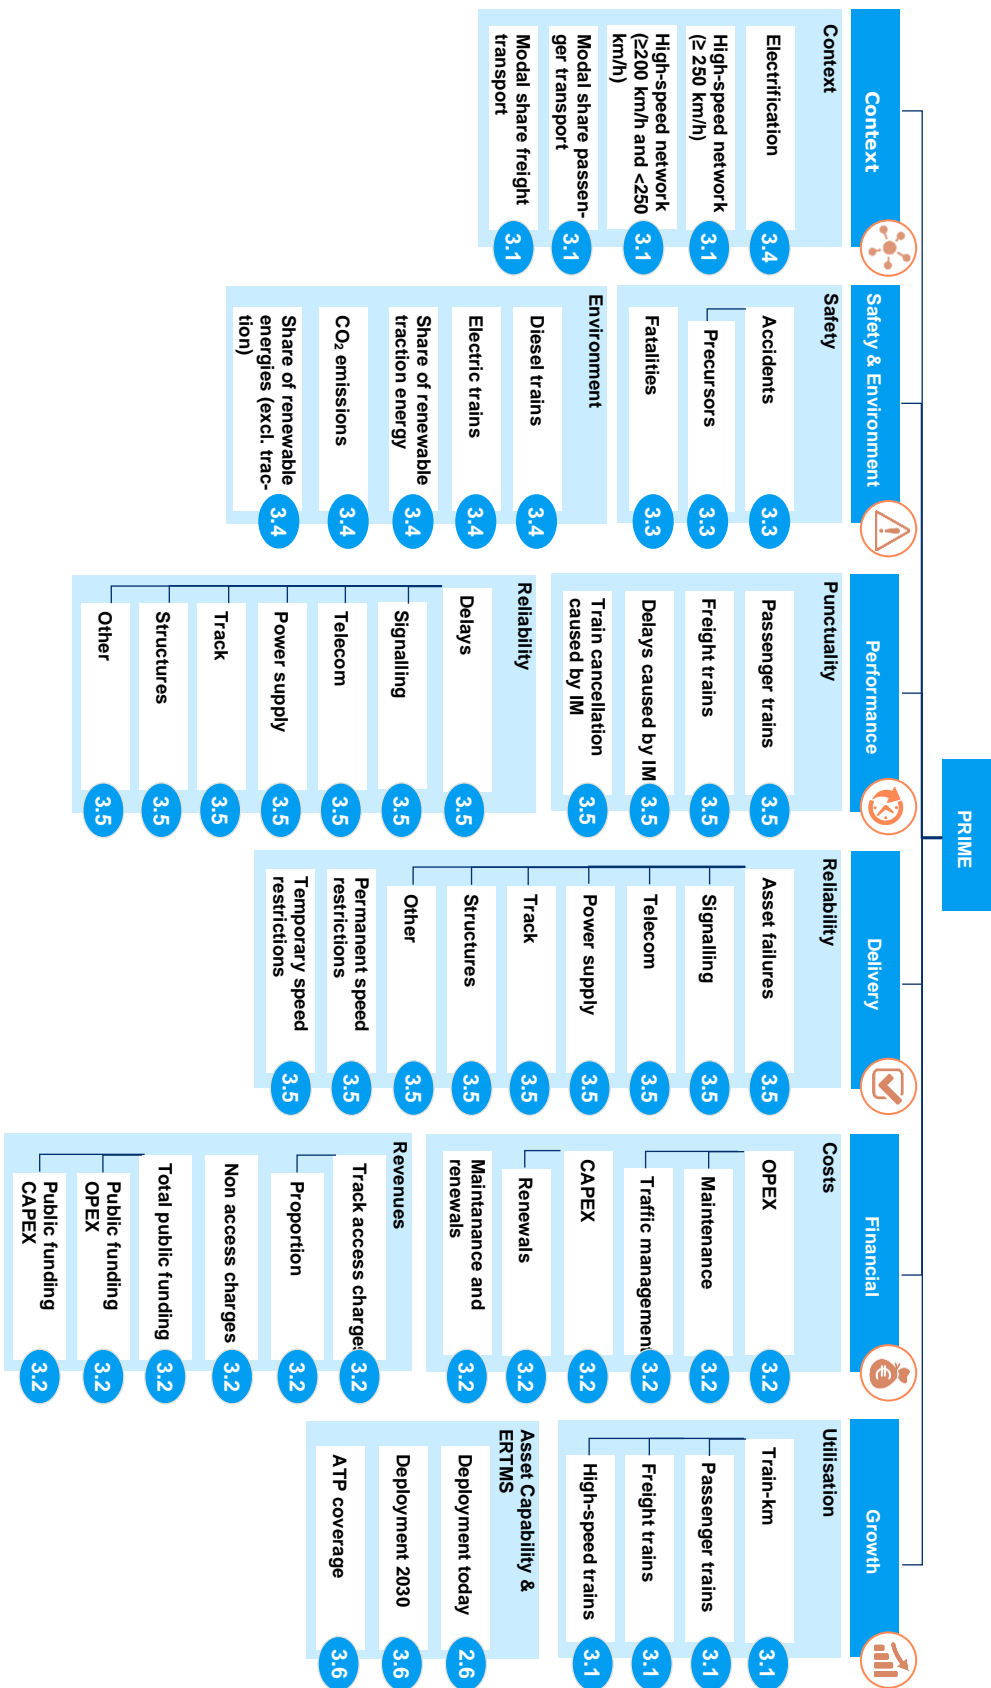 PRIME
Context
Context
Electrification
3.4
High-speed network
(≥ 250 km/h)
3.1
High-speed network
(≥200 km/h and <250
km/h)
3.1
Modal share passen-
ger transport
3.1
Modal share freight
transport
3.1
Safety & Environment
Safety
Accidents
3.3
Precursors
3.3
Fatalities
3.3
Environment
Diesel trains
3.4
Electric trains
3.4
Share of renewable
traction energy
3.4
CO₂ emissions
3.4
Share of renewable
energies (excl. trac-
tion)
3.4
Performance
Punctuality
Passenger trains
3.5
Freight trains
3.5
Delays caused by IM
3.5
Train cancellation
caused by IM
3.5
Reliability
Delays
3.5
Signalling
3.5
Telecom
3.5
Power supply
3.5
Track
3.5
Structures
3.5
Other
3.5
Delivery
Reliability
Asset failures
3.5
Signalling
3.5
Telecom
3.5
Power supply
3.5
Track
3.5
Structures
3.5
Other
3.5
Permanent speed
restrictions
3.5
Temporary speed
restrictions
3.5
Financial
Costs
OPEX
3.2
Maintenance
3.2
Traffic management
3.2
CAPEX
3.2
Renewals
3.2
Maintanance and
renewals
3.2
Revenues
Track access charges
3.2
Proportion
3.2
Non access charges
3.2
Total public funding
3.2
Public funding
OPEX
3.2
Public funding
CAPEX
3.2
Growth
Utilisation
Train-km
3.1
Passenger trains
3.1
Freight trains
3.1
High-speed trains
3.1
Asset Capability &
ERTMS
Deployment today
2.6
Deployment 2030
3.6
ATP coverage
3.6